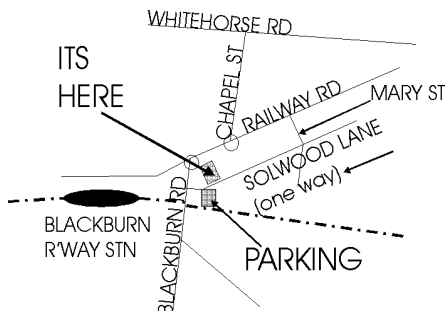 WHITEHORSE RD
ITS
HERE
CHAPEL ST
RAILWAY RD
MARY ST
SOLWOOD LANE
(one way)
BLACKBURN RD
BLACKBURN
R'WAY STN
PARKING